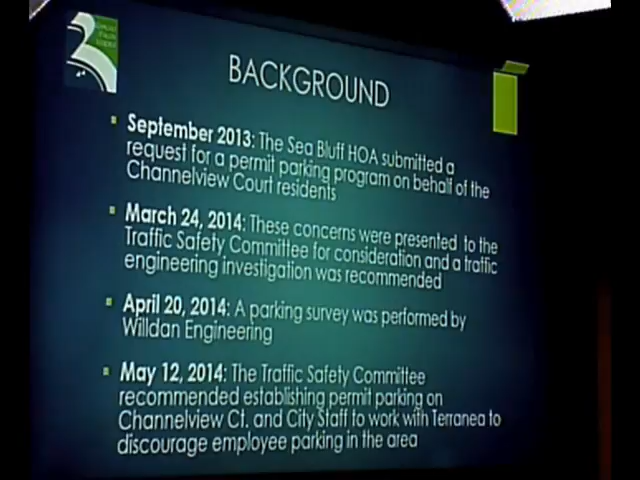 BACKGROUND
September 2013: The Sea Bluff HOA submitted a
request for a permit parking program on behalf of the
Channelview Court residents
March 24, 2014: These concerns were presented to the
Traffic Safety Committee for consideration and a traffic
engineering investigation was recommended
April 20, 2014: A parking survey was performed by
Willdan Engineering
May 12, 2014: The Traffic Safety Committee
recommended establishing permit parking on
Channelview Ct. and City Staff to work with Terranea to
discourage employee parking in the area